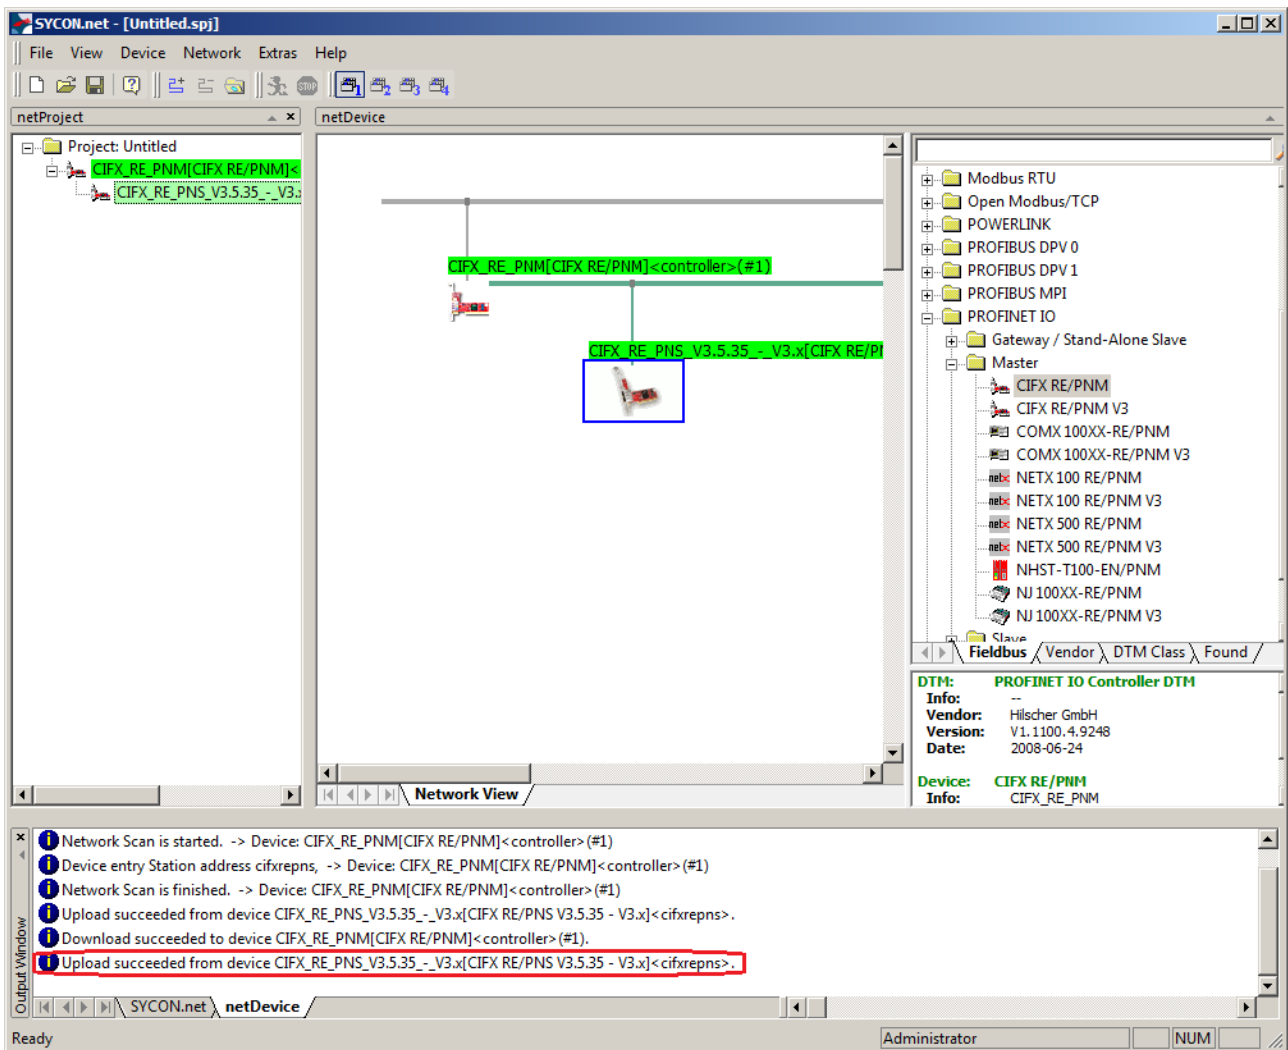 SYCON.net - [Untitled.spj]
File View Device Network Extras Help
netProject
netDevice
Project: Untitled
CIFX_RE_PNM[CIFX RE/PNM]<
CIFX_RE_PNS_V3.5.35_-_V3.
CIFX_RE_PNM[CIFX RE/PNM]<controller>(#1)
CIFX_RE_PNS_V3.5.35_-_V3.x[CIFX RE/P
Network View
Modbus RTU
Open Modbus/TCP
POWERLINK
PROFIBUS DPV0
PROFIBUS DPV1
PROFIBUS MPI
PROFINET IO
Gateway / Stand-Alone Slave
Master
CIFX RE/PNM
CIFX RE/PNM V3
COMX 100XX-RE/PNM
COMX 100XX-RE/PNM V3
NETX 100 RE/PNM
NETX 100 RE/PNM V3
NETX 500 RE/PNM
NETX 500 RE/PNM V3
NHST-T100-EN/PNM
NJ 100XX-RE/PNM
NJ 100XX-RE/PNM V3
Slave
Fieldbus Vendor DTM Class Found
DTM: PROFINET IO Controller DTM
Info: --
Vendor: Hilscher GmbH
Version: V1.1100.4.9248
Date: 2008-06-24
Device: CIFX RE/PNM
Info: CIFX_RE_PNM
Output Window
Network Scan is started. -> Device: CIFX_RE_PNM[CIFX RE/PNM]<controller>(#1)
Device entry Station address cifxrepns, -> Device: CIFX_RE_PNM[CIFX RE/PNM]<controller>(#1)
Network Scan is finished. -> Device: CIFX_RE_PNM[CIFX RE/PNM]<controller>(#1)
Upload succeeded from device CIFX_RE_PNS_V3.5.35_-_V3.x[CIFX RE/PNS V3.5.35 - V3.x]<cifxrepns>.
Download succeeded to device CIFX_RE_PNM[CIFX RE/PNM]<controller>(#1).
Upload succeeded from device CIFX_RE_PNS_V3.5.35_-_V3.x[CIFX RE/PNS V3.5.35 - V3.x]<cifxrepns>.
SYCON.net netDevice
Ready
Administrator
NUM